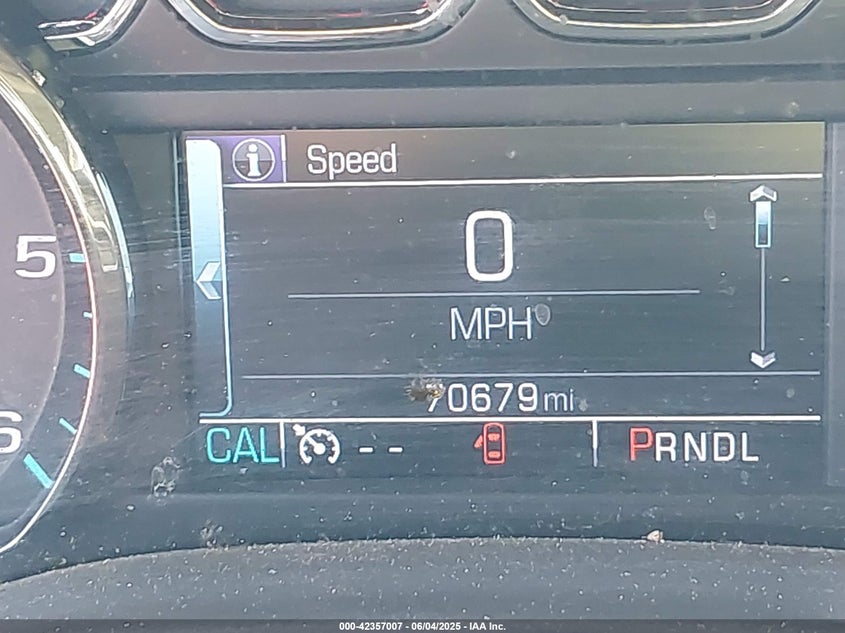 Speed
0
5
MPH
70679 mi
6
CAL -- PRNDL
000-42357007 - 06/04/2025 - IAA Inc.